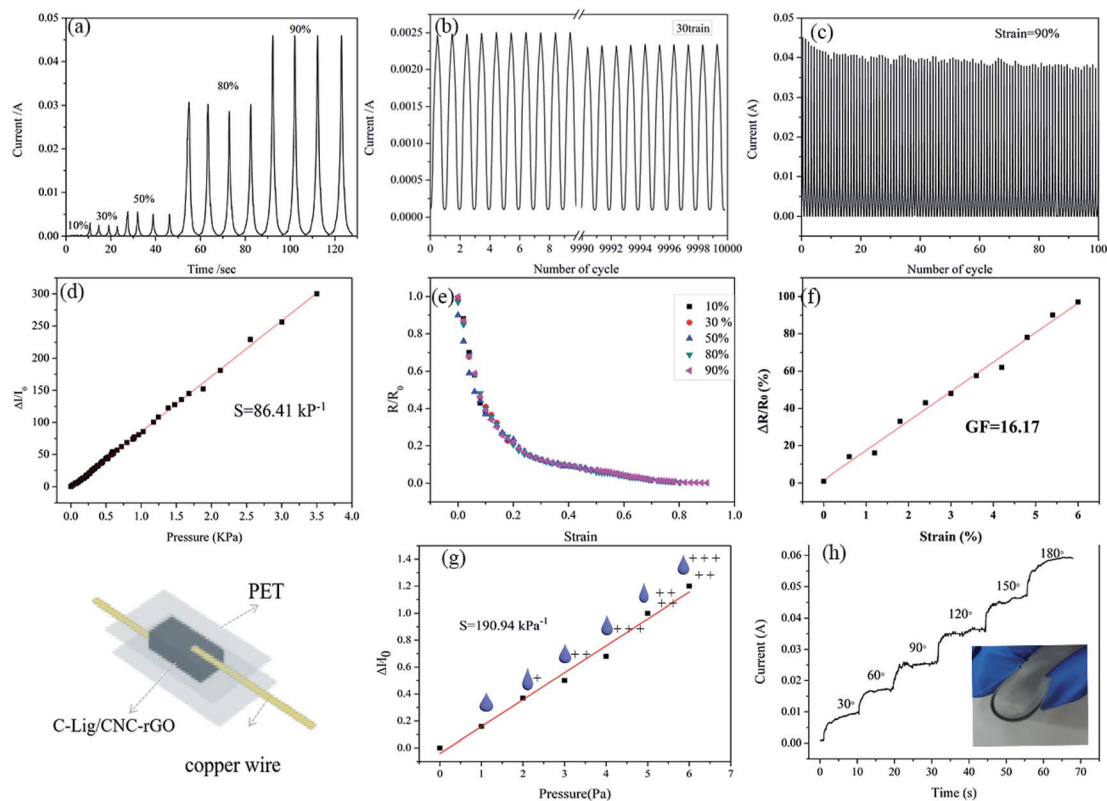 (a)
0.05
0.04
0.03
0.02
0.01
0.00
Current /A
10%
30%
50%
80%
90%
0 20 40 60 80 100 120
Time /sec
(b)
30train
0.0025
0.0020
0.0015
0.0010
0.0005
0.0000
Current /A
0 2 4 6 8 9990 9992 9994 9996 9998 10000
Number of cycle
(c)
Strain=90%
0.05
0.04
0.03
0.02
0.01
0.00
Current (A)
0 20 40 60 80 100
Number of cycle
(d)
300
250
200
150
100
50
0
ΔI/I₀
S=86.41 kP⁻¹
0.0 0.5 1.0 1.5 2.0 2.5 3.0 3.5 4.0
Pressure (KPa)
(e)
10%
30 %
50%
80%
90%
1.0
0.8
0.6
0.4
0.2
0.0
R/R₀
0.0 0.2 0.4 0.6 0.8 1.0
Strain
(f)
100
80
60
40
20
0
ΔR/R₀ (%)
GF=16.17
0 1 2 3 4 5 6
Strain (%)
PET
C-Lig/CNC-rGO
copper wire
(g)
1.4
1.2
1.0
0.8
0.6
0.4
0.2
0.0
ΔI/I₀
S=190.94 kPa⁻¹
+
++
+++
++
++
+++
++
0 1 2 3 4 5 6 7
Pressure(Pa)
(h)
0.06
0.05
0.04
0.03
0.02
0.01
0.00
Current (A)
30°
60°
90°
120°
150°
180°
0 10 20 30 40 50 60 70
Time (s)